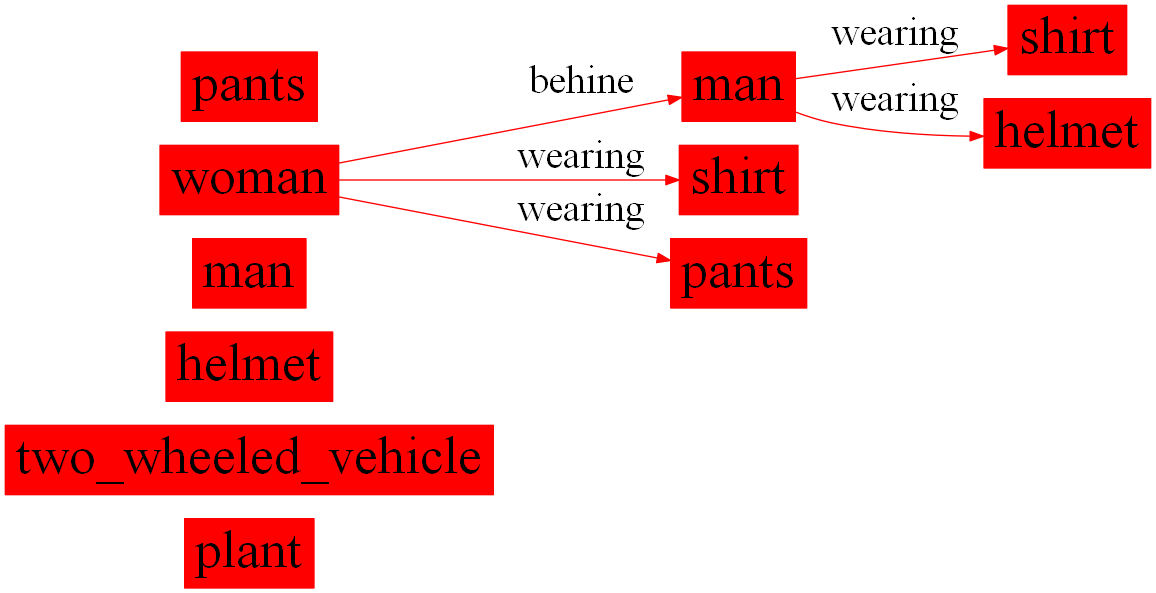 pants
woman
man
helmet
two_wheeled_vehicle
plant
behine
wearing
wearing
man
shirt
pants
wearing
wearing
shirt
helmet